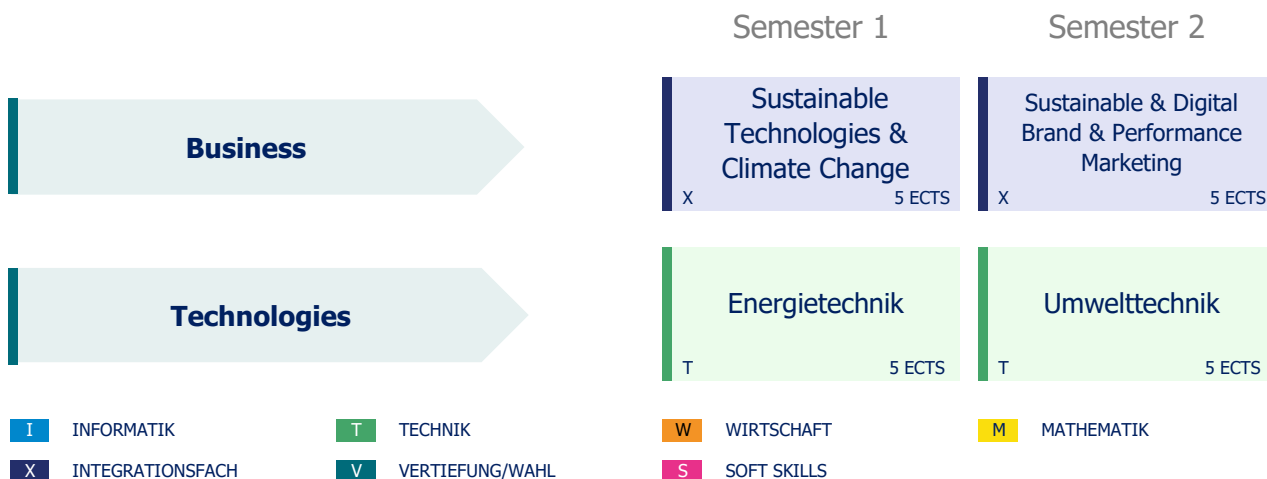 Semester 1
Semester 2
Business
Sustainable
Technologies &
Climate Change
X
5 ECTS
Sustainable & Digital
Brand & Performance
Marketing
X
5 ECTS
Technologies
Energietechnik
T
5 ECTS
Umwelttechnik
T
5 ECTS
I INFORMATIK
T TECHNIK
W WIRTSCHAFT
M MATHEMATIK
X INTEGRATIONSFACH
V VERTIEFUNG/WAHL
S SOFT SKILLS